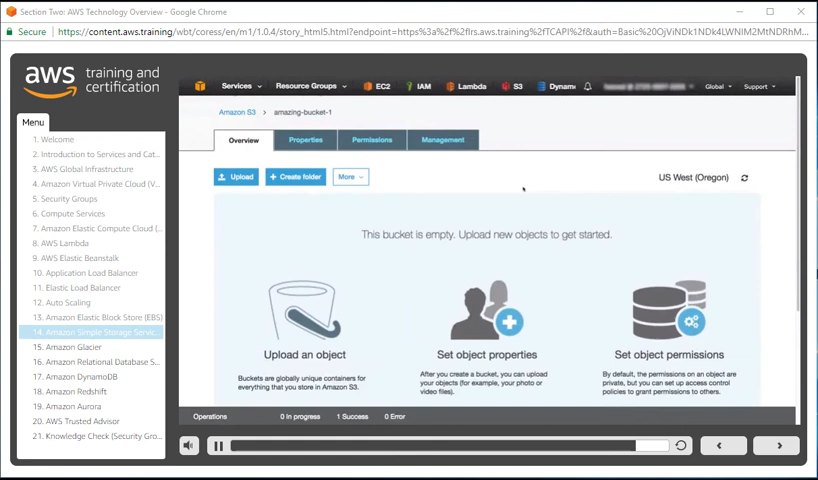 Section Two: AWS Technology Overview - Google Chrome
Secure
https://content.aws.training/wbt/coress/en/m1/1.0.4/story_html5.html?endpoint=https%3a%2f%2flrs.aws.training%2fTCAPI%2f&auth=Basic%20OjViNDk1NDk4LWNlM2MtNDRhM...
aws training and certification
Menu
1. Welcome
2. Introduction to Services and Cat...
3. AWS Global Infrastructure
4. Amazon Virtual Private Cloud (V...
5. Security Groups
6. Compute Services
7. Amazon Elastic Compute Cloud (...
8. AWS Lambda
9. AWS Elastic Beanstalk
10. Application Load Balancer
11. Elastic Load Balancer
12. Auto Scaling
13. Amazon Elastic Block Store (EBS)
14. Amazon Simple Storage Servic...
15. Amazon Glacier
16. Amazon Relational Database S...
17. Amazon DynamoDB
18. Amazon Redshift
19. Amazon Aurora
20. AWS Trusted Advisor
21. Knowledge Check (Security Gro...
Services Resource Groups EC2 IAM Lambda S3 Dynam Global Support
Amazon S3 > amazing-bucket-1
Overview Properties Permissions Management
Upload + Create folder More
US West (Oregon)
This bucket is empty. Upload new objects to get started.
Upload an object
Buckets are globally unique containers for
everything that you store in Amazon S3.
Set object properties
After you create a bucket, you can upload
your objects (for example, your photo or
video files).
Set object permissions
By default, the permissions on an object are
private, but you can set up access control
policies to grant permissions to others.
Operations 0 In progress 1 Success 0 Error